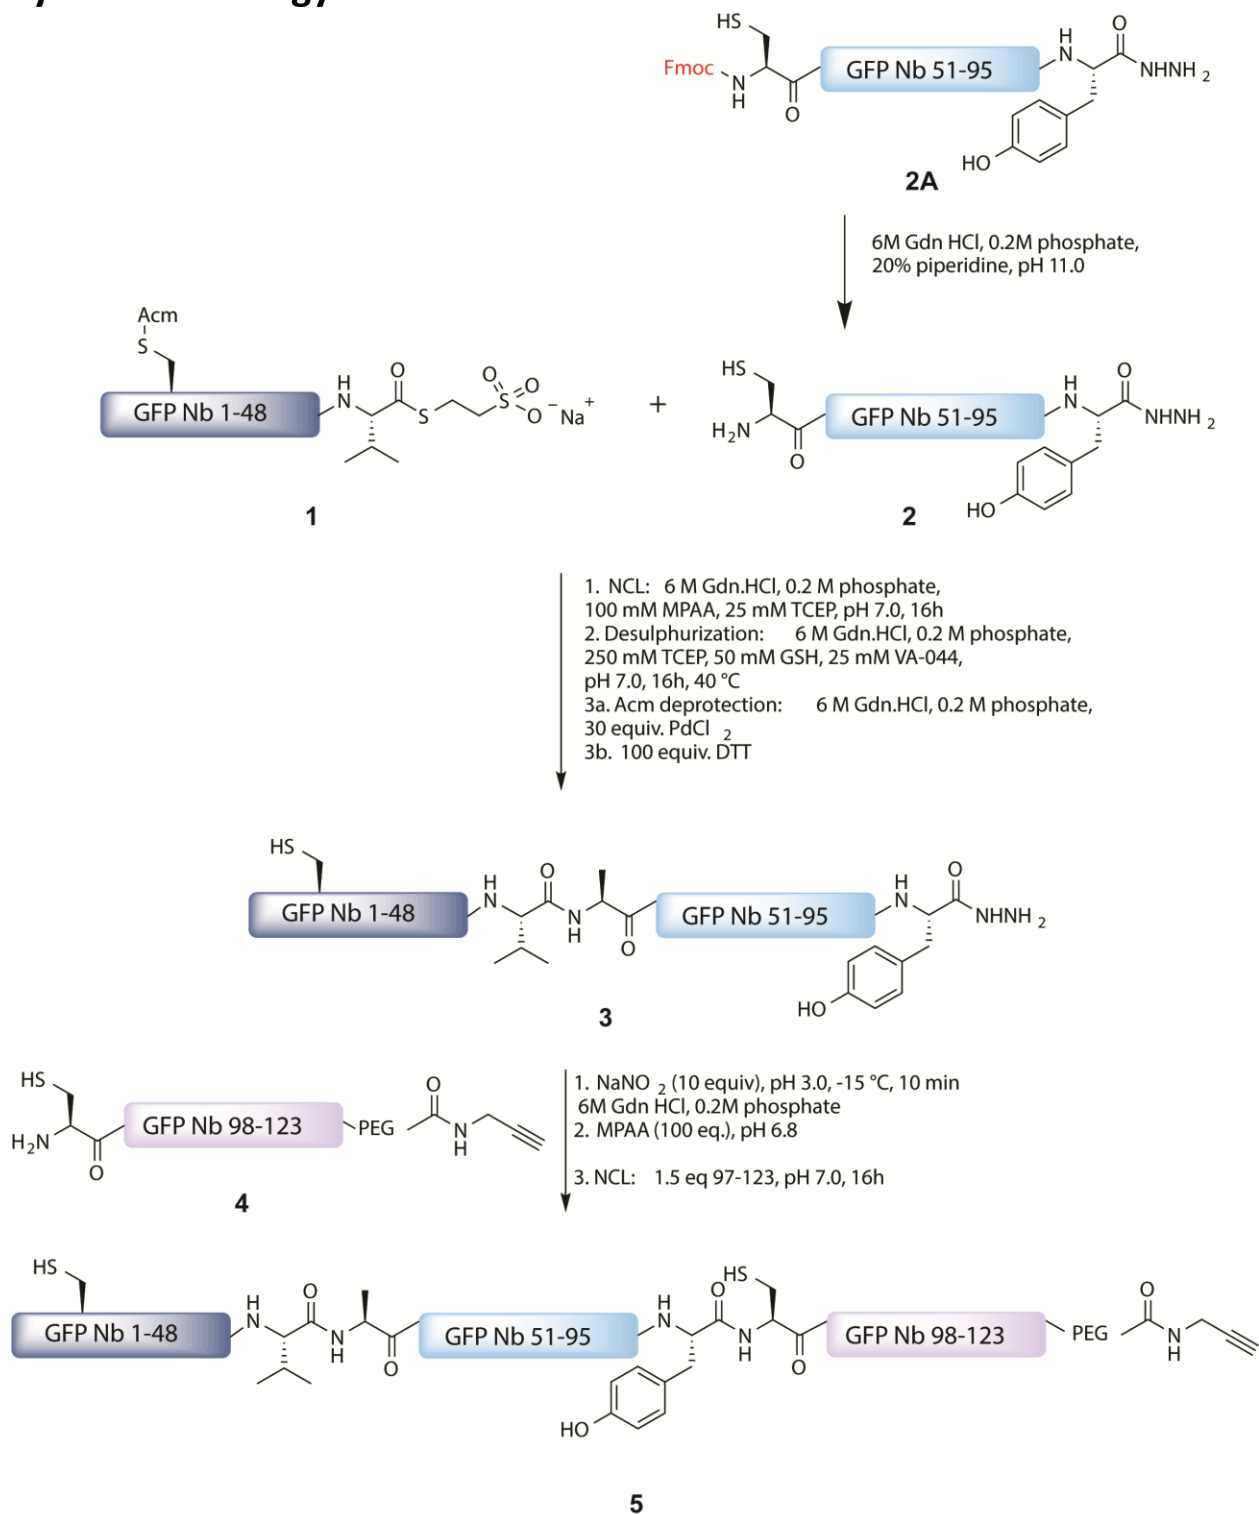 HS
O
H
N
Fmoc
N
H
O
GFP Nb 51-95
NHNH 2
HO
2A
6M Gdn HCl, 0.2M phosphate,
20% piperidine, pH 11.0
Acm
S
GFP Nb 1-48
H
N
O
S
O
O
S
O
− Na +
1
+
HS
H2N
O
GFP Nb 51-95
H
N
O
NHNH 2
HO
2
1. NCL: 6 M Gdn.HCl, 0.2 M phosphate,
100 mM MPAA, 25 mM TCEP, pH 7.0, 16h
2. Desulphurization: 6 M Gdn.HCl, 0.2 M phosphate,
250 mM TCEP, 50 mM GSH, 25 mM VA-044,
pH 7.0, 16h, 40 °C
3a. Acm deprotection: 6 M Gdn.HCl, 0.2 M phosphate,
30 equiv. PdCl 2
3b. 100 equiv. DTT
HS
GFP Nb 1-48
H
N
O
N
H
O
GFP Nb 51-95
H
N
O
NHNH 2
HO
3
HS
H2N
O
GFP Nb 98-123
PEG
O
N
H
4
1. NaNO 2 (10 equiv), pH 3.0, -15 °C, 10 min
6M Gdn HCl, 0.2M phosphate
2. MPAA (100 eq.), pH 6.8
3. NCL: 1.5 eq 97-123, pH 7.0, 16h
HS
GFP Nb 1-48
H
N
O
N
H
O
GFP Nb 51-95
H
N
O
HS
N
H
O
GFP Nb 98-123
PEG
O
N
H
HO
5